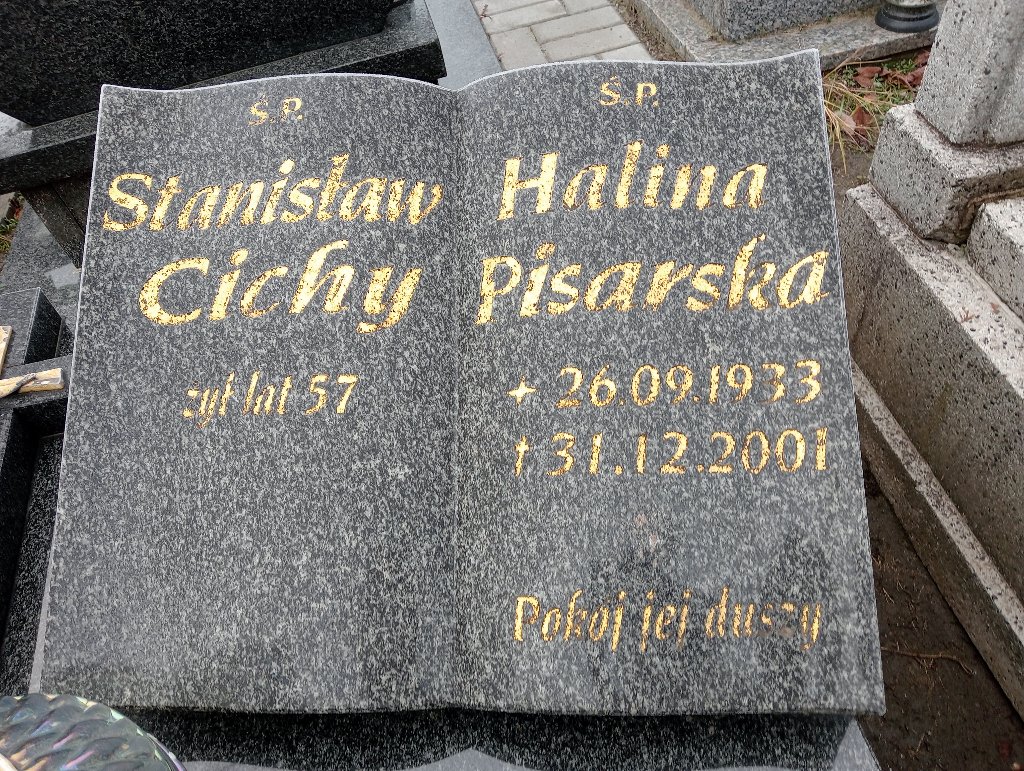 Ś.P.
Stanisław
Cichy
żył lat 57
Ś.P.
Halina
Pisarska
26.09.1933
† 31.12.2001
Pokój jej duszy